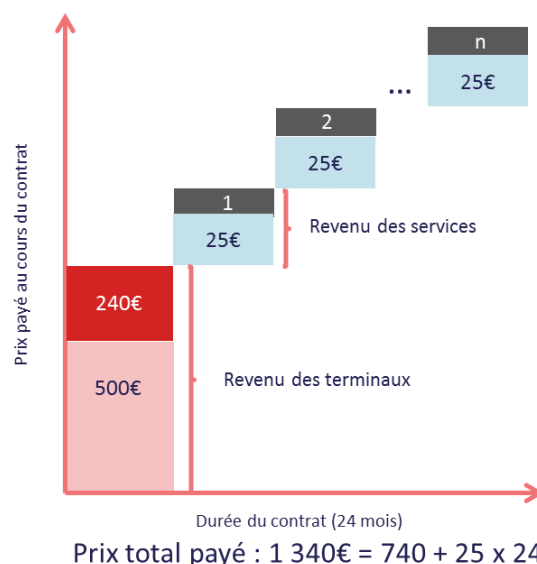 n
25€
...
2
25€
1
25€
Revenu des services
240€
500€
Revenu des terminaux
Prix payé au cours du contrat
Durée du contrat (24 mois)
Prix total payé : 1 340€ = 740 + 25 x 24